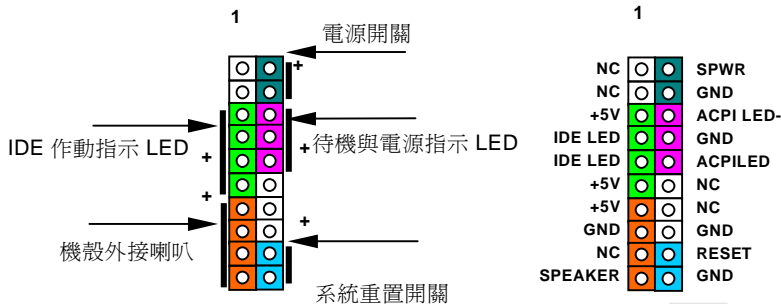 1
電源開關
+
IDE 作動指示 LED
+
待機與電源指示 LED
+
+
機殼外接喇叭
+
系統重置開關
1
NC SPWR
NC GND
+5V ACPI LED-
IDE LED GND
IDE LED ACPILED
+5V NC
+5V NC
GND GND
NC RESET
SPEAKER GND